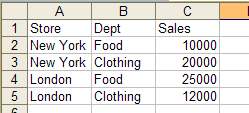 A B C
1 Store Dept Sales
2 New York Food 10000
3 New York Clothing 20000
4 London Food 25000
5 London Clothing 12000